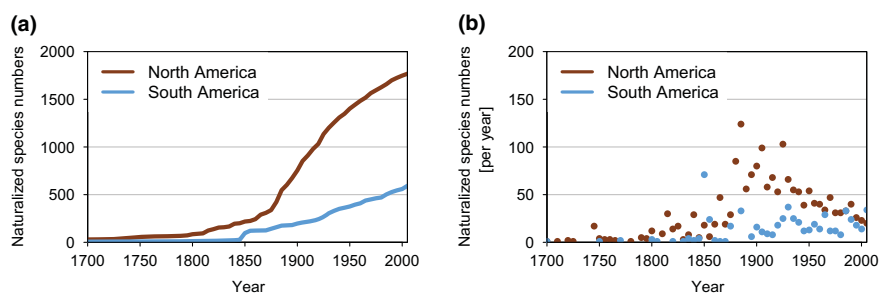 (a)
Naturalized species numbers
2000
1500
1000
500
0
North America
South America
1700 1750 1800 1850 1900 1950 2000
Year
(b)
Naturalized species numbers
[per year]
200
150
100
50
0
North America
South America
1700 1750 1800 1850 1900 1950 2000
Year